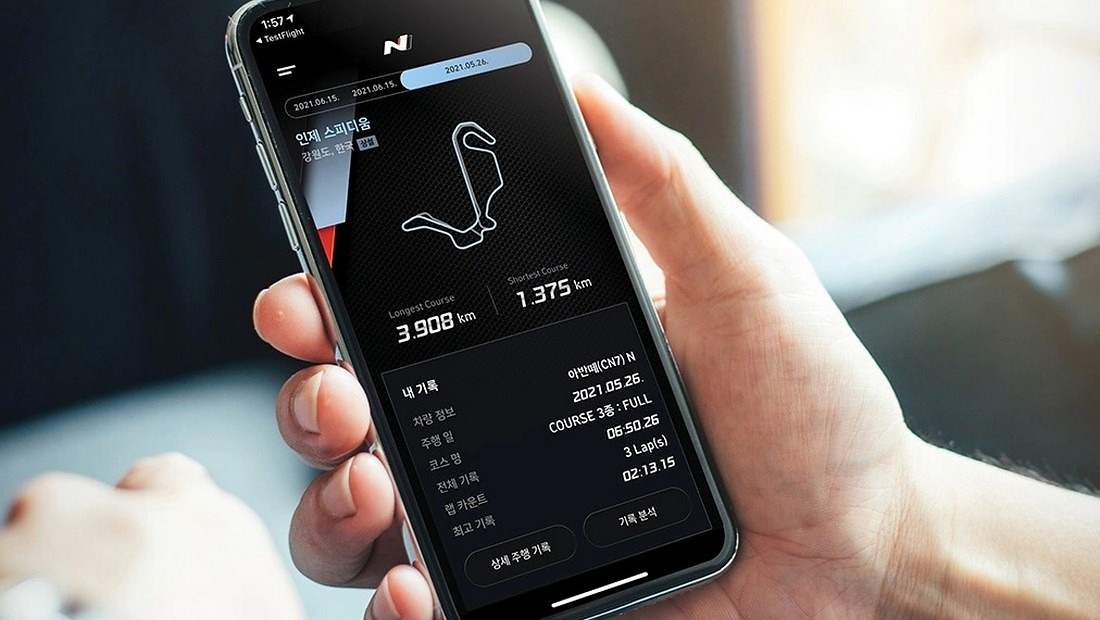 1:57
◀ TestFlight
N
2021.06.15. 2021.06.15. 2021.05.26.
인제 스피디움
강원도, 한국 상설
Longest Course
3.908 km
Shortest Course
1.375 km
내 기록
차량 정보 아반떼(CN7) N
주행 일 2021.05.26.
코스 명 COURSE 3종 : FULL
전체 기록 06:50.26
랩 카운트 3 Lap(s)
최고 기록 02:13.15
상세 주행 기록 기록 분석